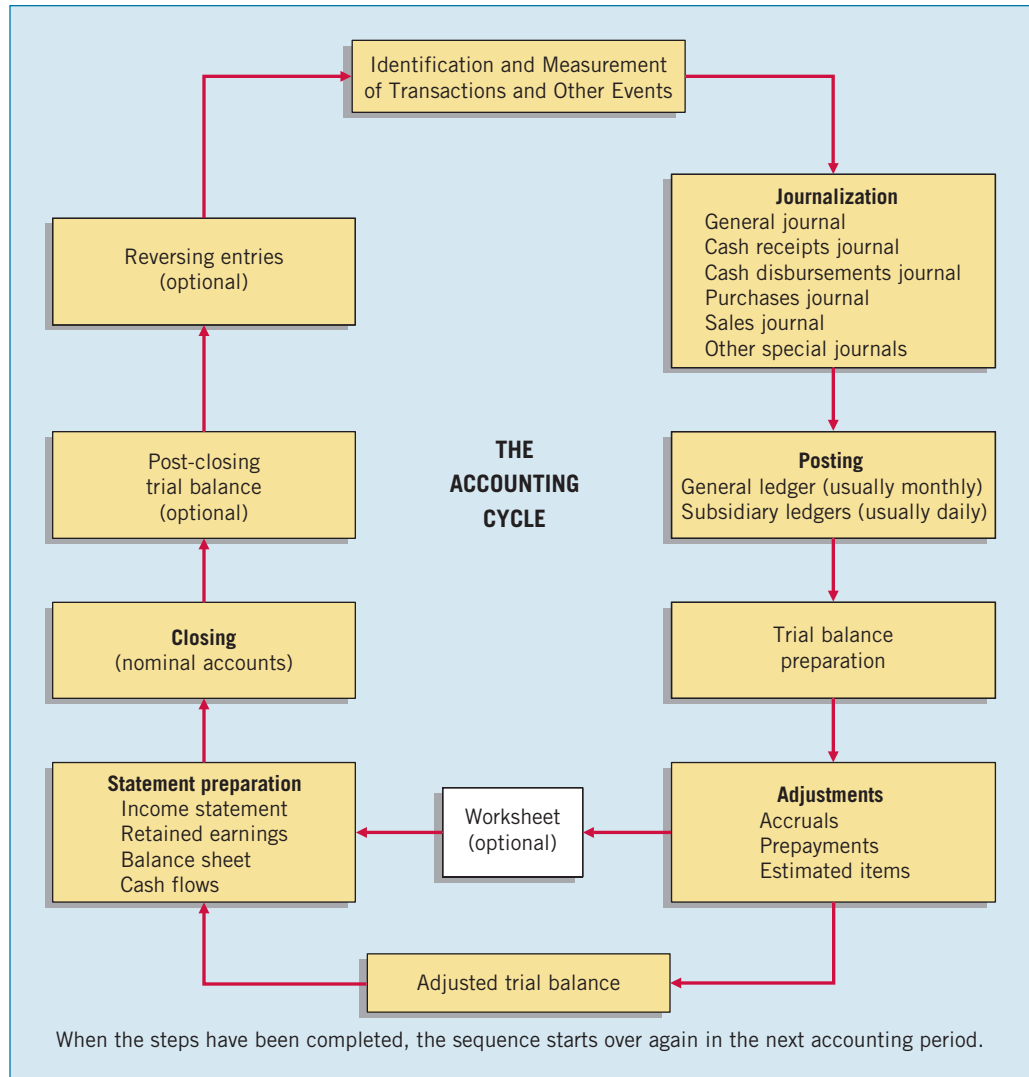 Identification and Measurement
of Transactions and Other Events
Journalization
General journal
Cash receipts journal
Cash disbursements journal
Purchases journal
Sales journal
Other special journals
Posting
General ledger (usually monthly)
Subsidiary ledgers (usually daily)
Trial balance
preparation
Adjustments
Accruals
Prepayments
Estimated items
Worksheet
(optional)
Adjusted trial balance
Statement preparation
Income statement
Retained earnings
Balance sheet
Cash flows
Closing
(nominal accounts)
Post-closing
trial balance
(optional)
Reversing entries
(optional)
THE
ACCOUNTING
CYCLE
When the steps have been completed, the sequence starts over again in the next accounting period.